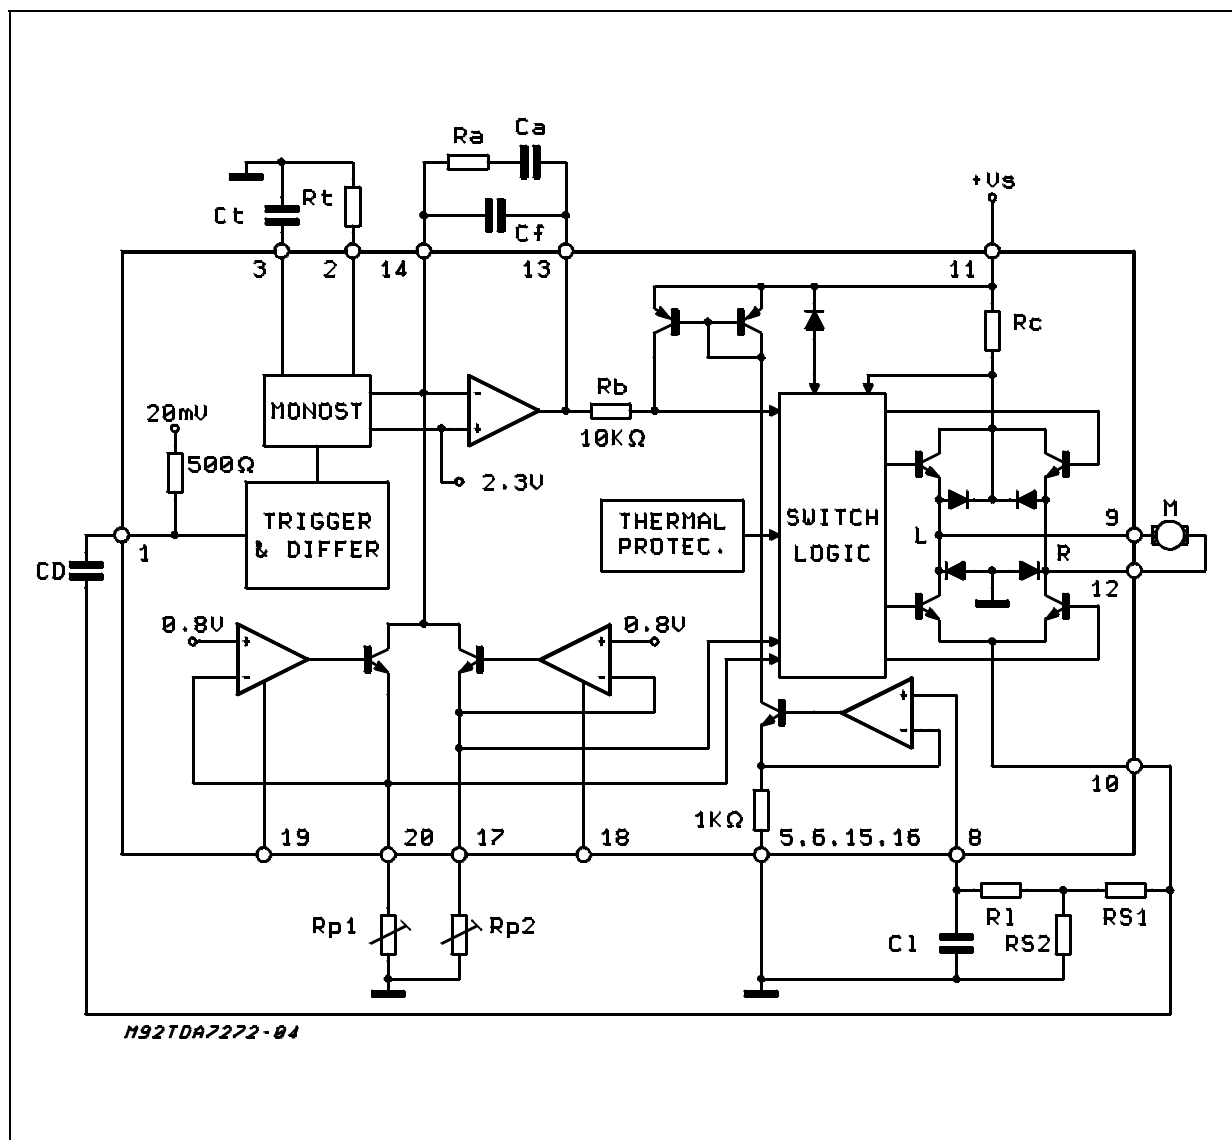 Ra
Ca
+Vs
Ct
Rt
Cf
3
2
14
13
11
Rc
Rb
20mV
MONOST
-
+
10KΩ
500Ω
2.3V
TRIGGER
& DIFFER
THERMAL
PROTEC.
SWITCH
LOGIC
L
R
9
M
1
CD
12
0.8V
+
-
+
-
0.8V
+
-
10
1KΩ
19
20
17
18
5.6.15.16
8
Rp1
Rp2
Cl
Rl
RS2
RS1
M92TDA7272-04